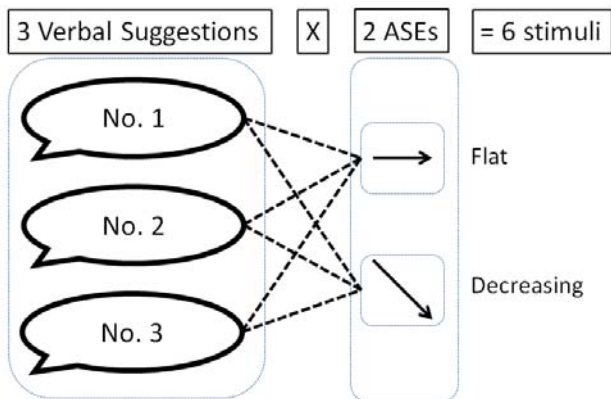 3 Verbal Suggestions X 2 ASEs = 6 stimuli
No. 1
Flat
No. 2
Decreasing
No. 3